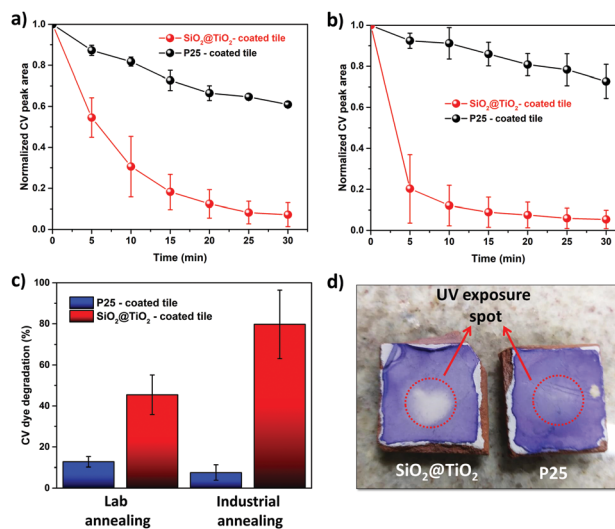 a)
SiO₂@TiO₂-coated tile
P25 - coated tile
Normalized CV peak area
1.0
0.8
0.6
0.4
0.2
0.0
0 5 10 15 20 25 30
Time (min)
b)
SiO₂@TiO₂-coated tile
P25 - coated tile
Normalized CV peak area
1.0
0.8
0.6
0.4
0.2
0.0
0 5 10 15 20 25 30
Time (min)
c)
P25 - coated tile
SiO₂@TiO₂ - coated tile
CV dye degradation (%)
100
80
60
40
20
0
Lab
annealing
Industrial
annealing
d)
UV exposure
spot
SiO₂@TiO₂
P25